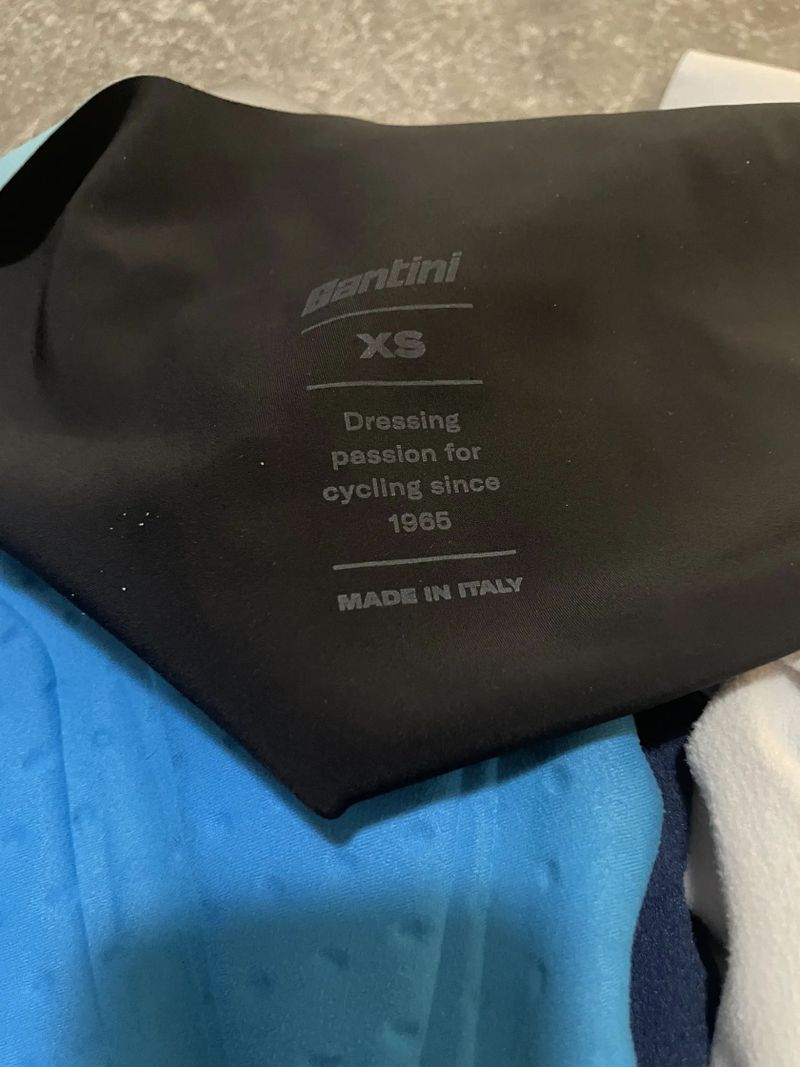 Santini
XS
Dressing
passion for
cycling since
1965
MADE IN ITALY